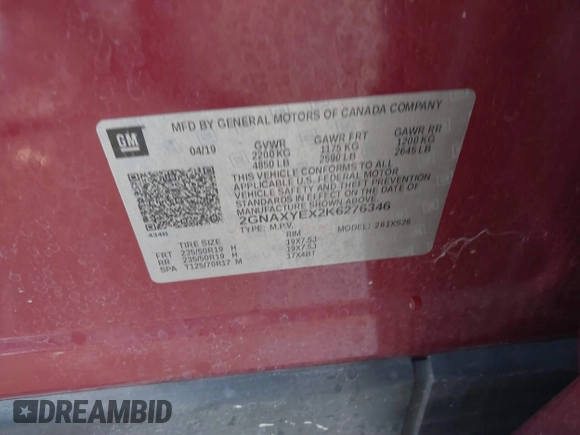 GM
MFD BY GENERAL MOTORS OF CANADA COMPANY
04/19 GVWR GAWR FRT GAWR RR
2200 KG 1175 KG 1200 KG
4850 LB 2590 LB 2645 LB
THIS VEHICLE CONFORMS TO ALL
APPLICABLE U.S. FEDERAL MOTOR
VEHICLE SAFETY AND THEFT PREVENTION
STANDARDS IN EFFECT ON THE DATE OF
MANUFACTURE SHOWN ABOVE.
2GNAXYEX2K6276346
TYPE: M.P.V. MODEL: 261XS26
434R
TIRE SIZE RIM
FRT 235/50R19 H 19X7.5J
RR 235/50R19 H 19X7.5J
SPA T125/70R17 M 17X4BT
DREAMBID